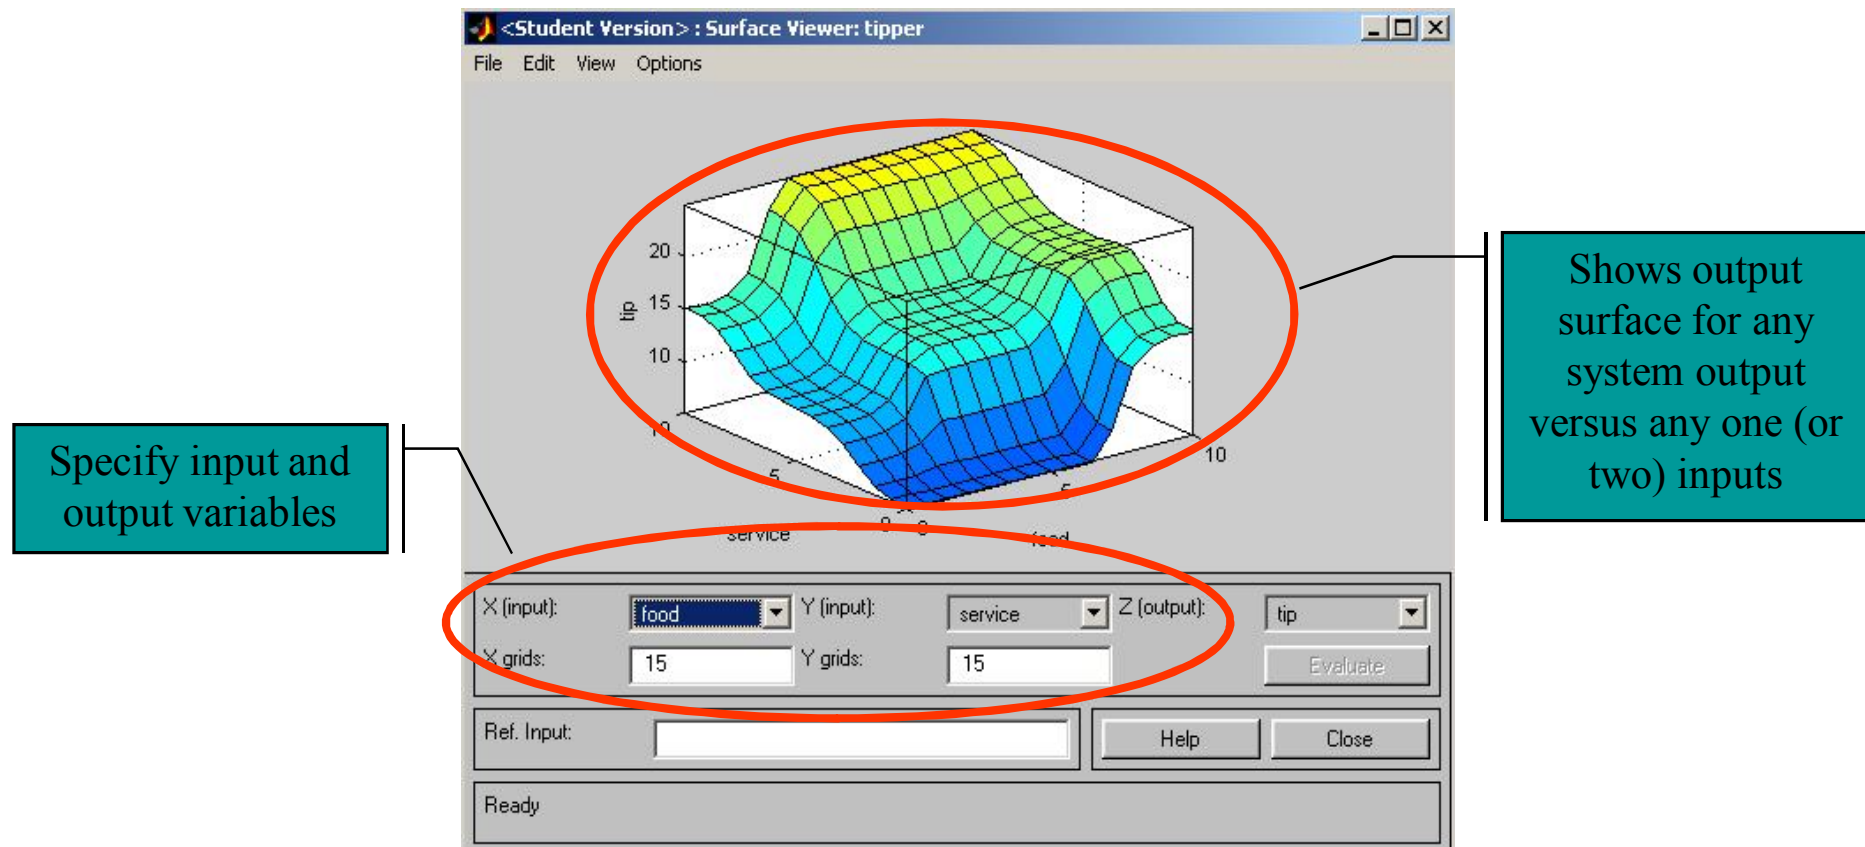 <Student Version> : Surface Viewer: tipper
File Edit View Options
20
15
10
tip
10
5
0
service
0
5
10
food
Shows output
surface for any
system output
versus any one (or
two) inputs
Specify input and
output variables
X (input): food Y (input): service Z (output): tip
X grids: 15 Y grids: 15 Evaluate
Ref. Input: Help Close
Ready